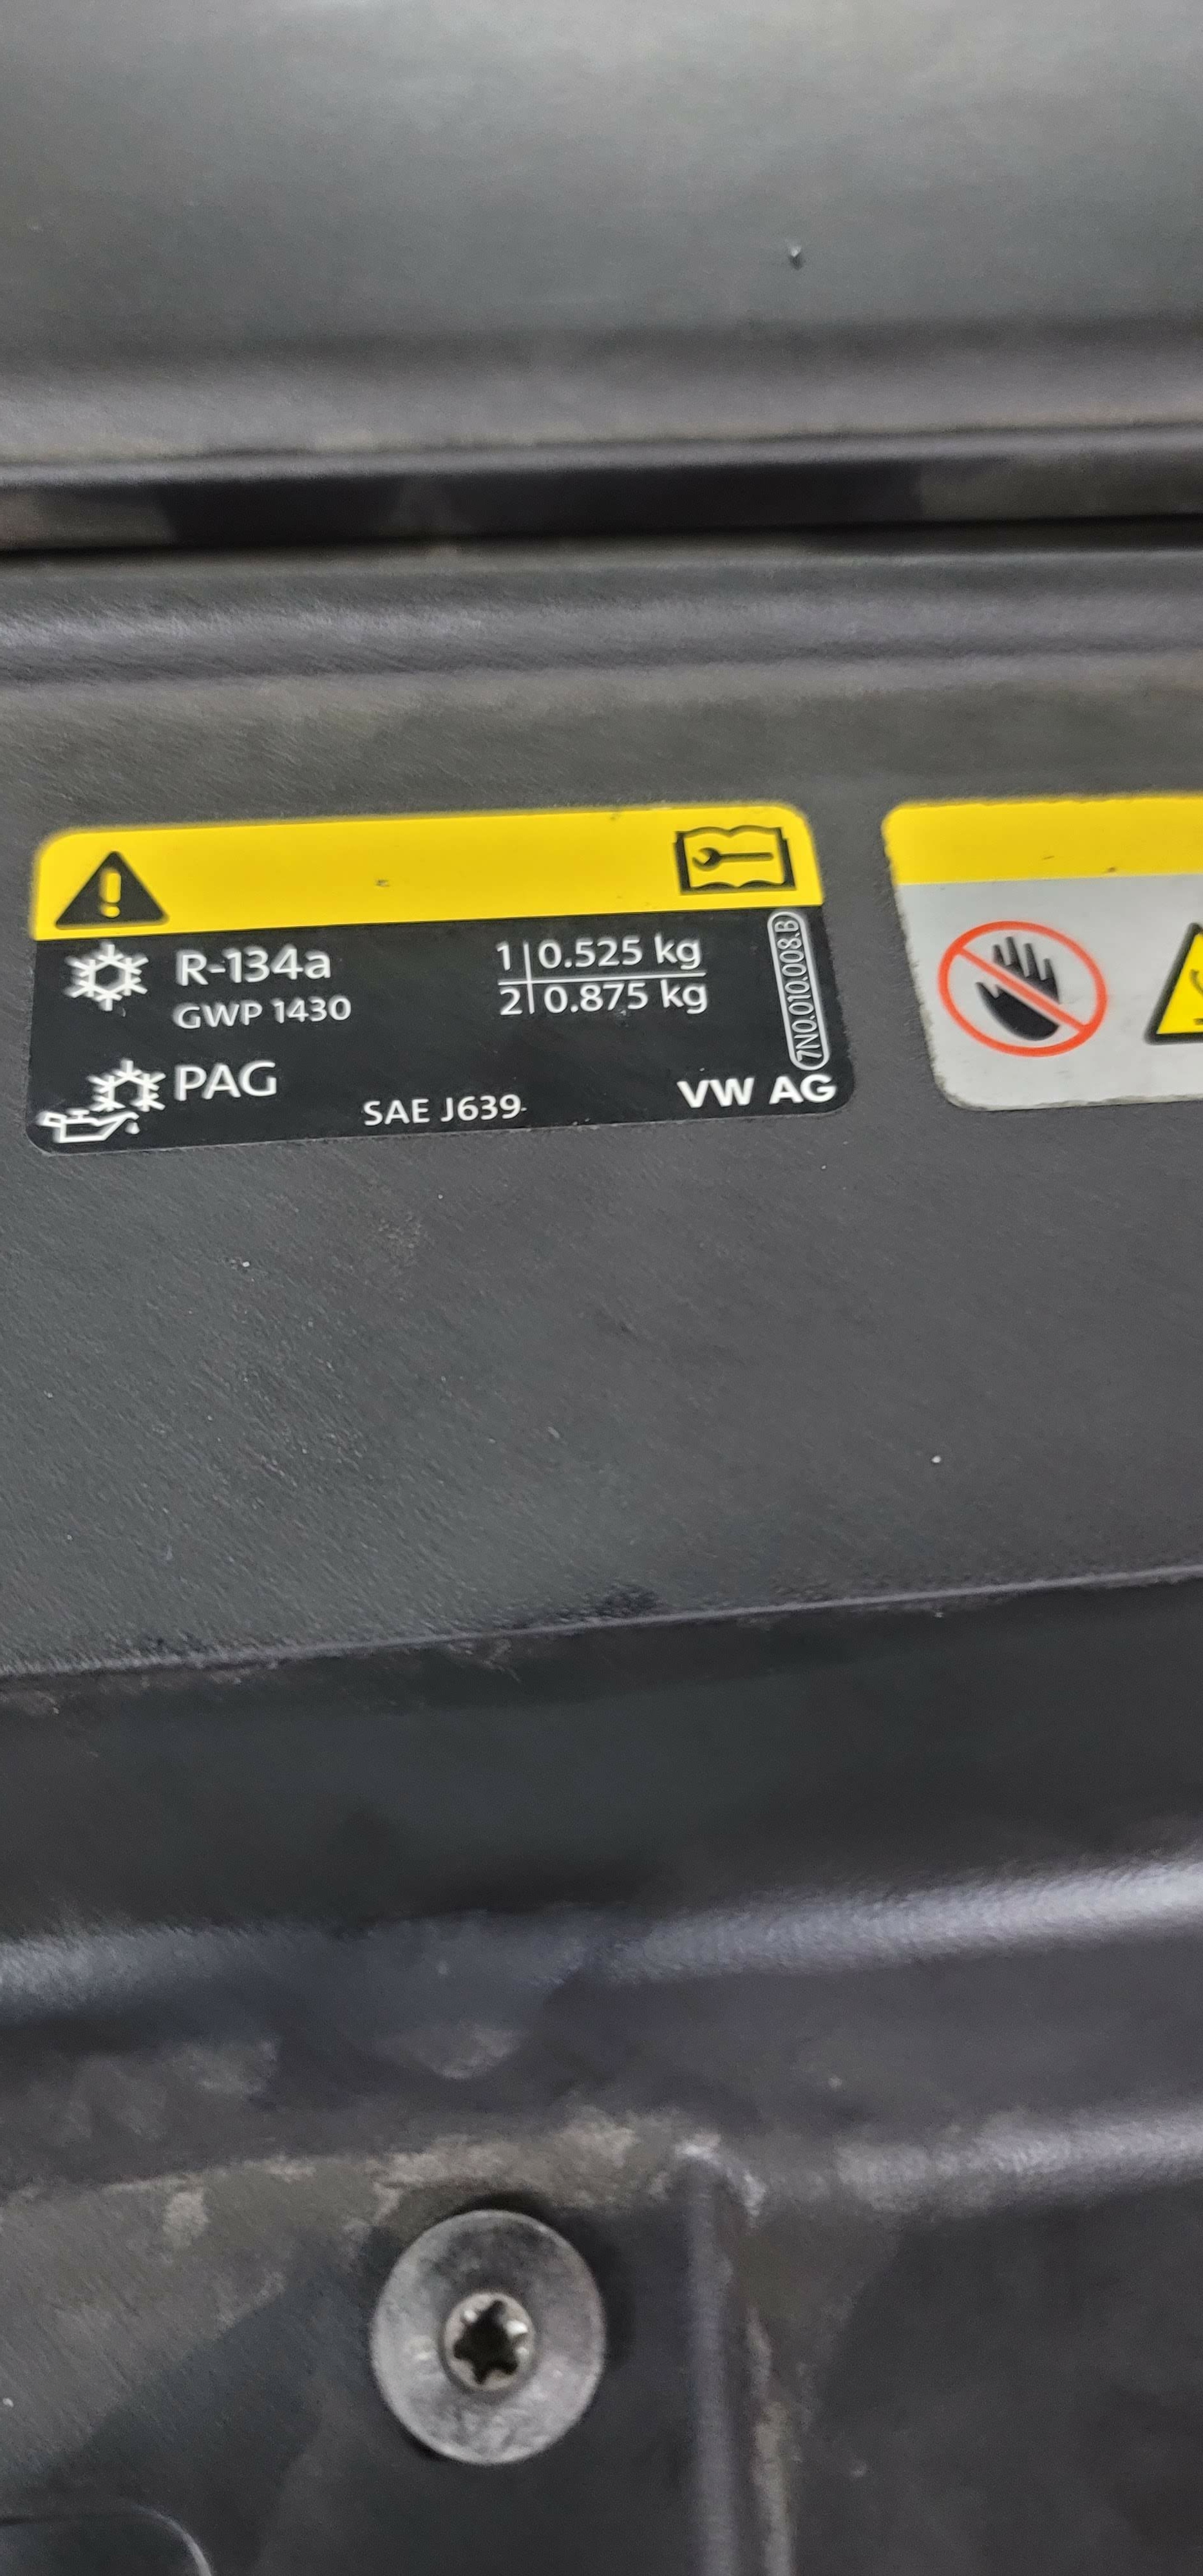 R-134a
GWP 1430
1 0.525 kg
2 0.875 kg
7N0.010.008.B
PAG
SAE J639
VW AG